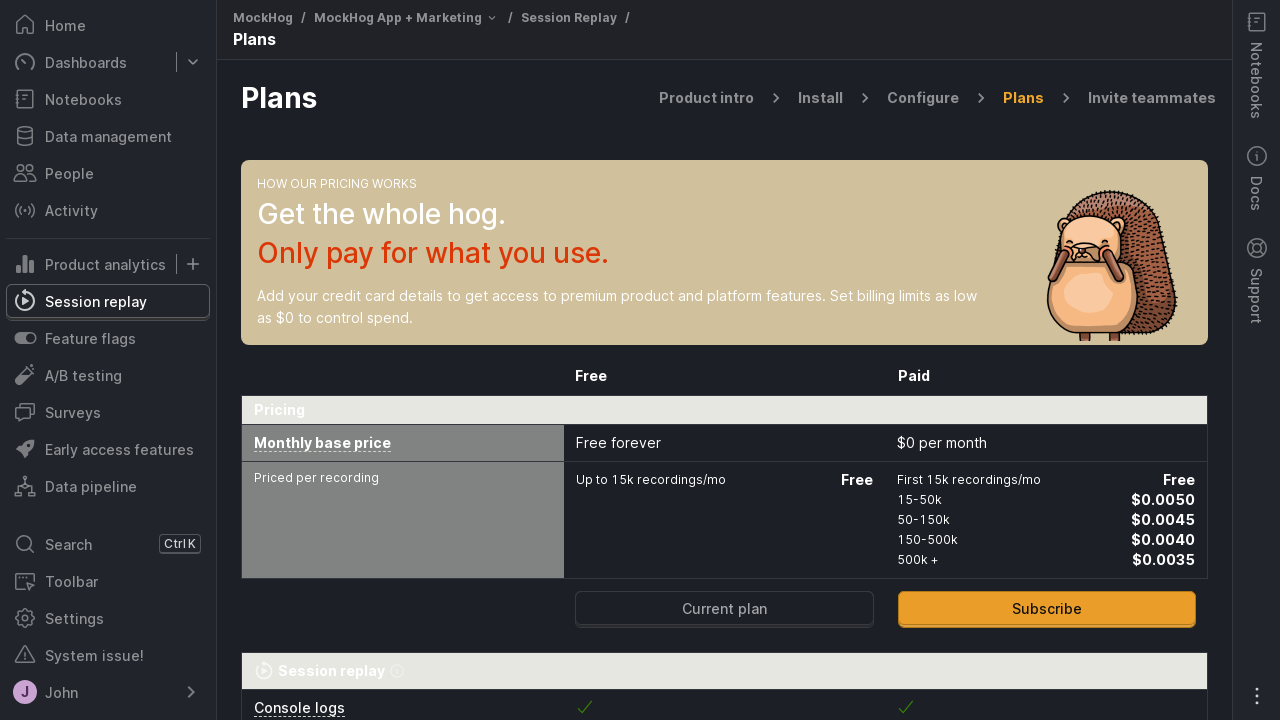 Home
Dashboards
Notebooks
Data management
People
Activity
Product analytics
Session replay
Feature flags
A/B testing
Surveys
Early access features
Data pipeline
Search Ctrl K
Toolbar
Settings
System issue!
J John
MockHog / MockHog App + Marketing / Session Replay /
Plans
Plans
Product intro Install Configure Plans Invite teammates
HOW OUR PRICING WORKS
Get the whole hog.
Only pay for what you use.
Add your credit card details to get access to premium product and platform features. Set billing limits as low
as $0 to control spend.
Free Paid
Pricing
Monthly base price Free forever $0 per month
Priced per recording Up to 15k recordings/mo Free First 15k recordings/mo Free
15-50k $0.0050
50-150k $0.0045
150-500k $0.0040
500k + $0.0035
Current plan Subscribe
Session replay
Console logs
Notebooks
Docs
Support